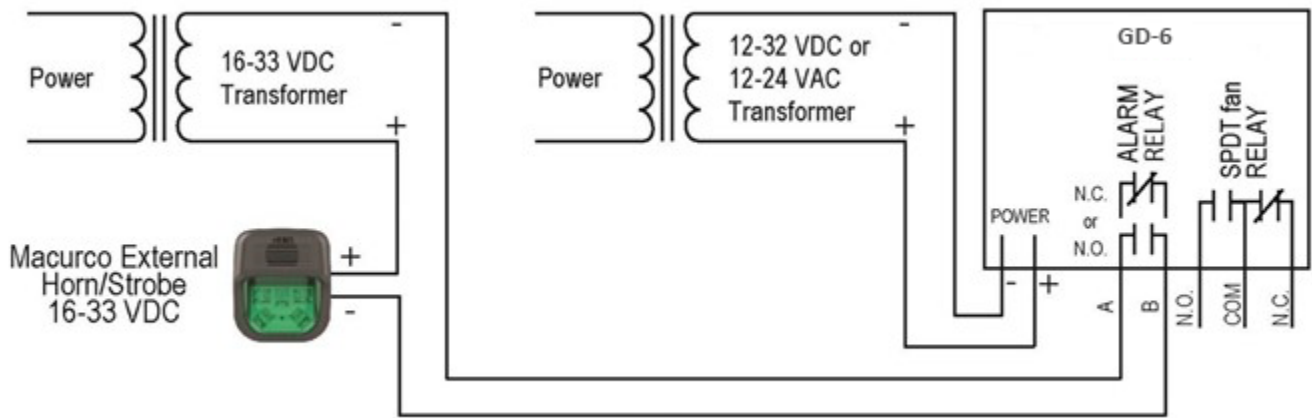 Power
16-33 VDC
Transformer
-
+
Power
12-32 VDC or
12-24 VAC
Transformer
-
+
GD-6
ALARM
RELAY
SPDT fan
RELAY
N.C.
or
N.O.
POWER
-
+
A
B
N.O.
COM
N.C.
Macurco External
Horn/Strobe
16-33 VDC
+
-